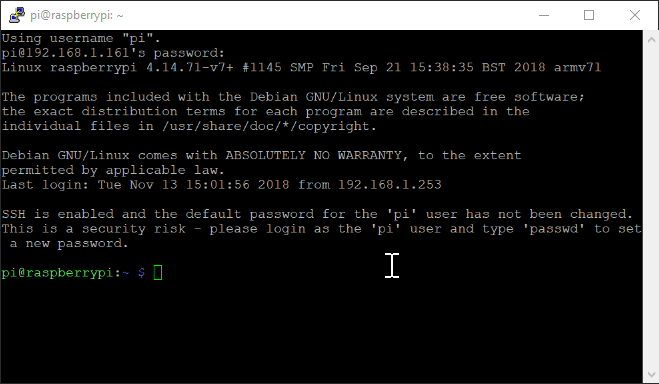 pi@raspberrypi: ~
Using username "pi".
pi@192.168.1.161's password:
Linux raspberrypi 4.14.71-v7+ #1145 SMP Fri Sep 21 15:38:35 BST 2018 armv7l
The programs included with the Debian GNU/Linux system are free software;
the exact distribution terms for each program are described in the
individual files in /usr/share/doc/*/copyright.
Debian GNU/Linux comes with ABSOLUTELY NO WARRANTY, to the extent
permitted by applicable law.
Last login: Tue Nov 13 15:01:56 2018 from 192.168.1.253
SSH is enabled and the default password for the 'pi' user has not been changed.
This is a security risk - please login as the 'pi' user and type 'passwd' to set
a new password.
pi@raspberrypi:~ $